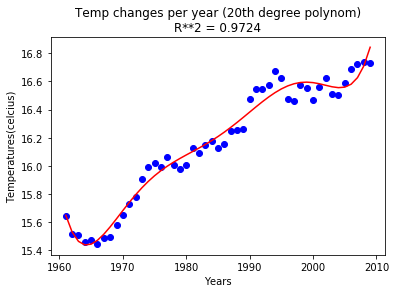 Temp changes per year (20th degree polynom)
R**2 = 0.9724
Temperatures(celcius)
16.8
16.6
16.4
16.2
16.0
15.8
15.6
15.4
1960 1970 1980 1990 2000 2010
Years